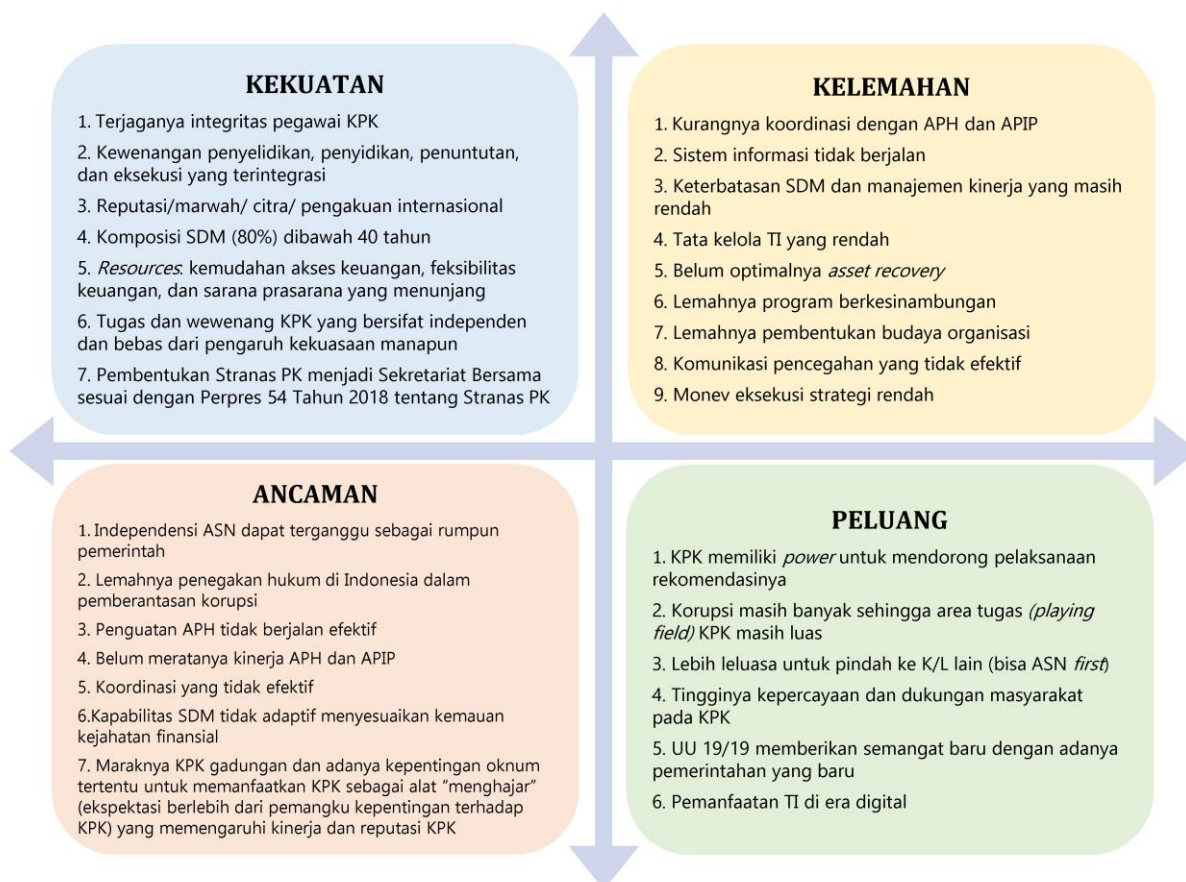 KEKUATAN
1. Terjaganya integritas pegawai KPK
2. Kewenangan penyelidikan, penyidikan, penuntutan,
dan eksekusi yang terintegrasi
3. Reputasi/marwah/ citra/ pengakuan internasional
4. Komposisi SDM (80%) dibawah 40 tahun
5. Resources: kemudahan akses keuangan, feksibilitas
keuangan, dan sarana prasarana yang menunjang
6. Tugas dan wewenang KPK yang bersifat independen
dan bebas dari pengaruh kekuasaan manapun
7. Pembentukan Stranas PK menjadi Sekretariat Bersama
sesuai dengan Perpres 54 Tahun 2018 tentang Stranas PK
KELEMAHAN
1. Kurangnya koordinasi dengan APH dan APIP
2. Sistem informasi tidak berjalan
3. Keterbatasan SDM dan manajemen kinerja yang masih
rendah
4. Tata kelola TI yang rendah
5. Belum optimalnya asset recovery
6. Lemahnya program berkesinambungan
7. Lemahnya pembentukan budaya organisasi
8. Komunikasi pencegahan yang tidak efektif
9. Monev eksekusi strategi rendah
ANCAMAN
1. Independensi ASN dapat terganggu sebagai rumpun
pemerintah
2. Lemahnya penegakan hukum di Indonesia dalam
pemberantasan korupsi
3. Penguatan APH tidak berjalan efektif
4. Belum meratanya kinerja APH dan APIP
5. Koordinasi yang tidak efektif
6.Kapabilitas SDM tidak adaptif menyesuaikan kemauan
kejahatan finansial
7. Maraknya KPK gadungan dan adanya kepentingan oknum
tertentu untuk memanfaatkan KPK sebagai alat “menghajar”
(ekspektasi berlebih dari pemangku kepentingan terhadap
KPK) yang memengaruhi kinerja dan reputasi KPK
PELUANG
1. KPK memiliki power untuk mendorong pelaksanaan
rekomendasinya
2. Korupsi masih banyak sehingga area tugas (playing
field) KPK masih luas
3. Lebih leluasa untuk pindah ke K/L lain (bisa ASN first)
4. Tingginya kepercayaan dan dukungan masyarakat
pada KPK
5. UU 19/19 memberikan semangat baru dengan adanya
pemerintahan yang baru
6. Pemanfaatan TI di era digital